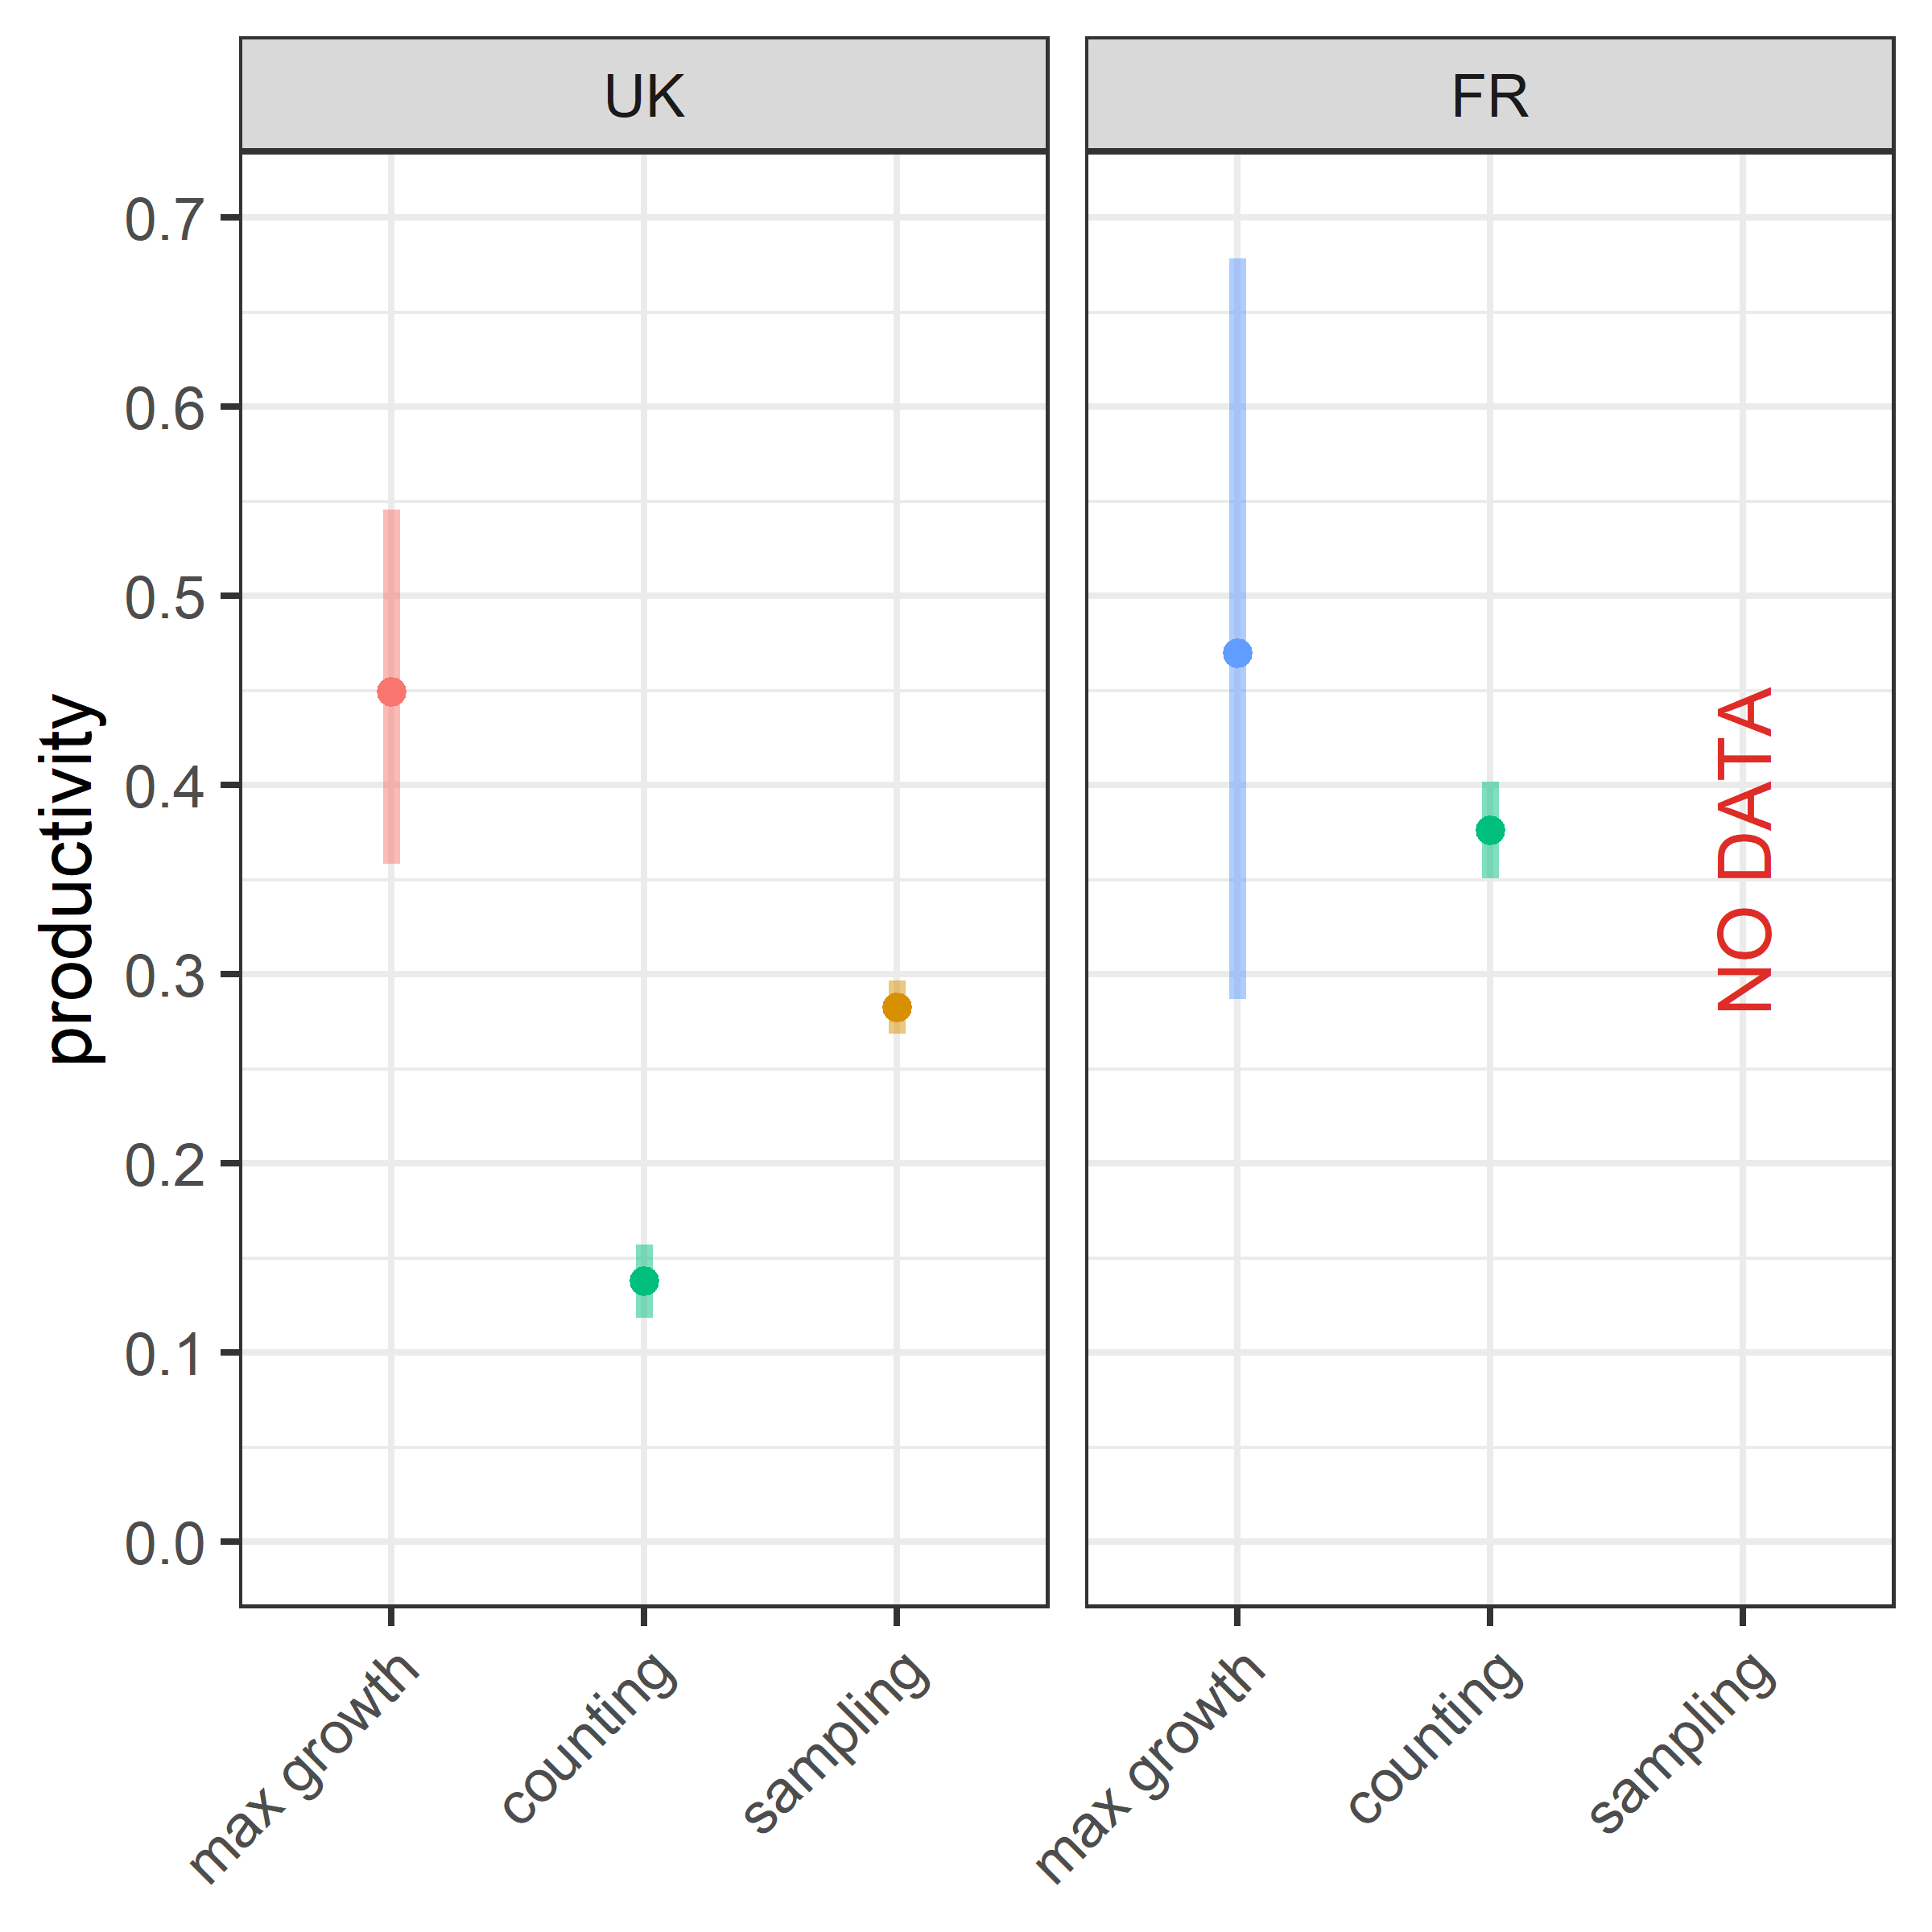 UK
FR
0.7
0.6
0.5
0.4
0.3
0.2
0.1
0.0
productivity
NO DATA
max growth
counting
sampling
max growth
counting
sampling